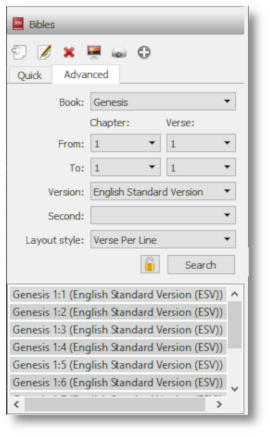 Bibles
Quick Advanced
Book: Genesis
Chapter: Verse:
From: 1 1
To: 1 1
Version: English Standard Version
Second:
Layout style: Verse Per Line
Search
Genesis 1:1 (English Standard Version (ESV))
Genesis 1:2 (English Standard Version (ESV))
Genesis 1:3 (English Standard Version (ESV))
Genesis 1:4 (English Standard Version (ESV))
Genesis 1:5 (English Standard Version (ESV))
Genesis 1:6 (English Standard Version (ESV))